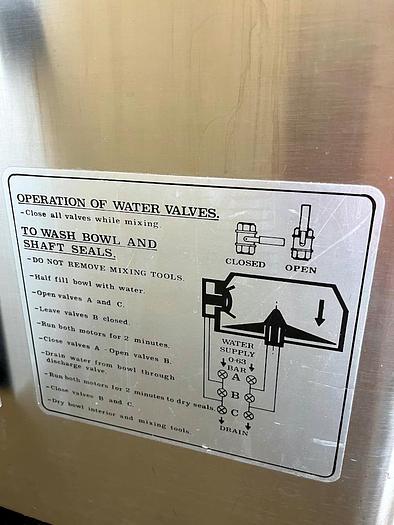 OPERATION OF WATER VALVES.
-Close all valves while mixing.
TO WASH BOWL AND
SHAFT SEALS.
-DO NOT REMOVE MIXING TOOLS.
-Half fill bowl with water.
-Open valves A and C.
-Leave valves B closed.
-Run both motors for 2 minutes.
-Close valves A - Open valves B.
-Drain water from bowl through
discharge valve.
-Run both motors for 2 minutes to dry seals.
-Close valves B and C.
-Dry bowl interior and mixing tools.
CLOSED OPEN
WATER
SUPPLY
0-63
BAR
A
B
C
DRAIN